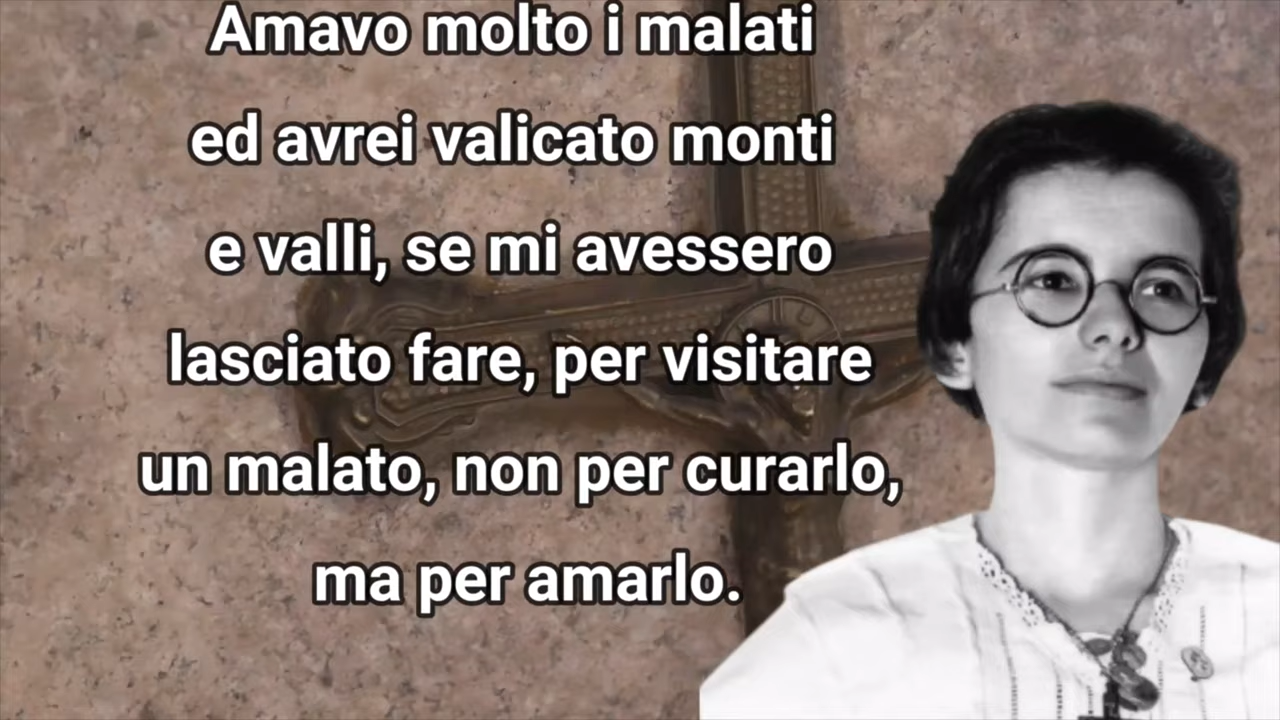 Amavo molto i malati
ed avrei valicato monti
e valli, se mi avessero
lasciato fare, per visitare
un malato, non per curarlo,
ma per amarlo.